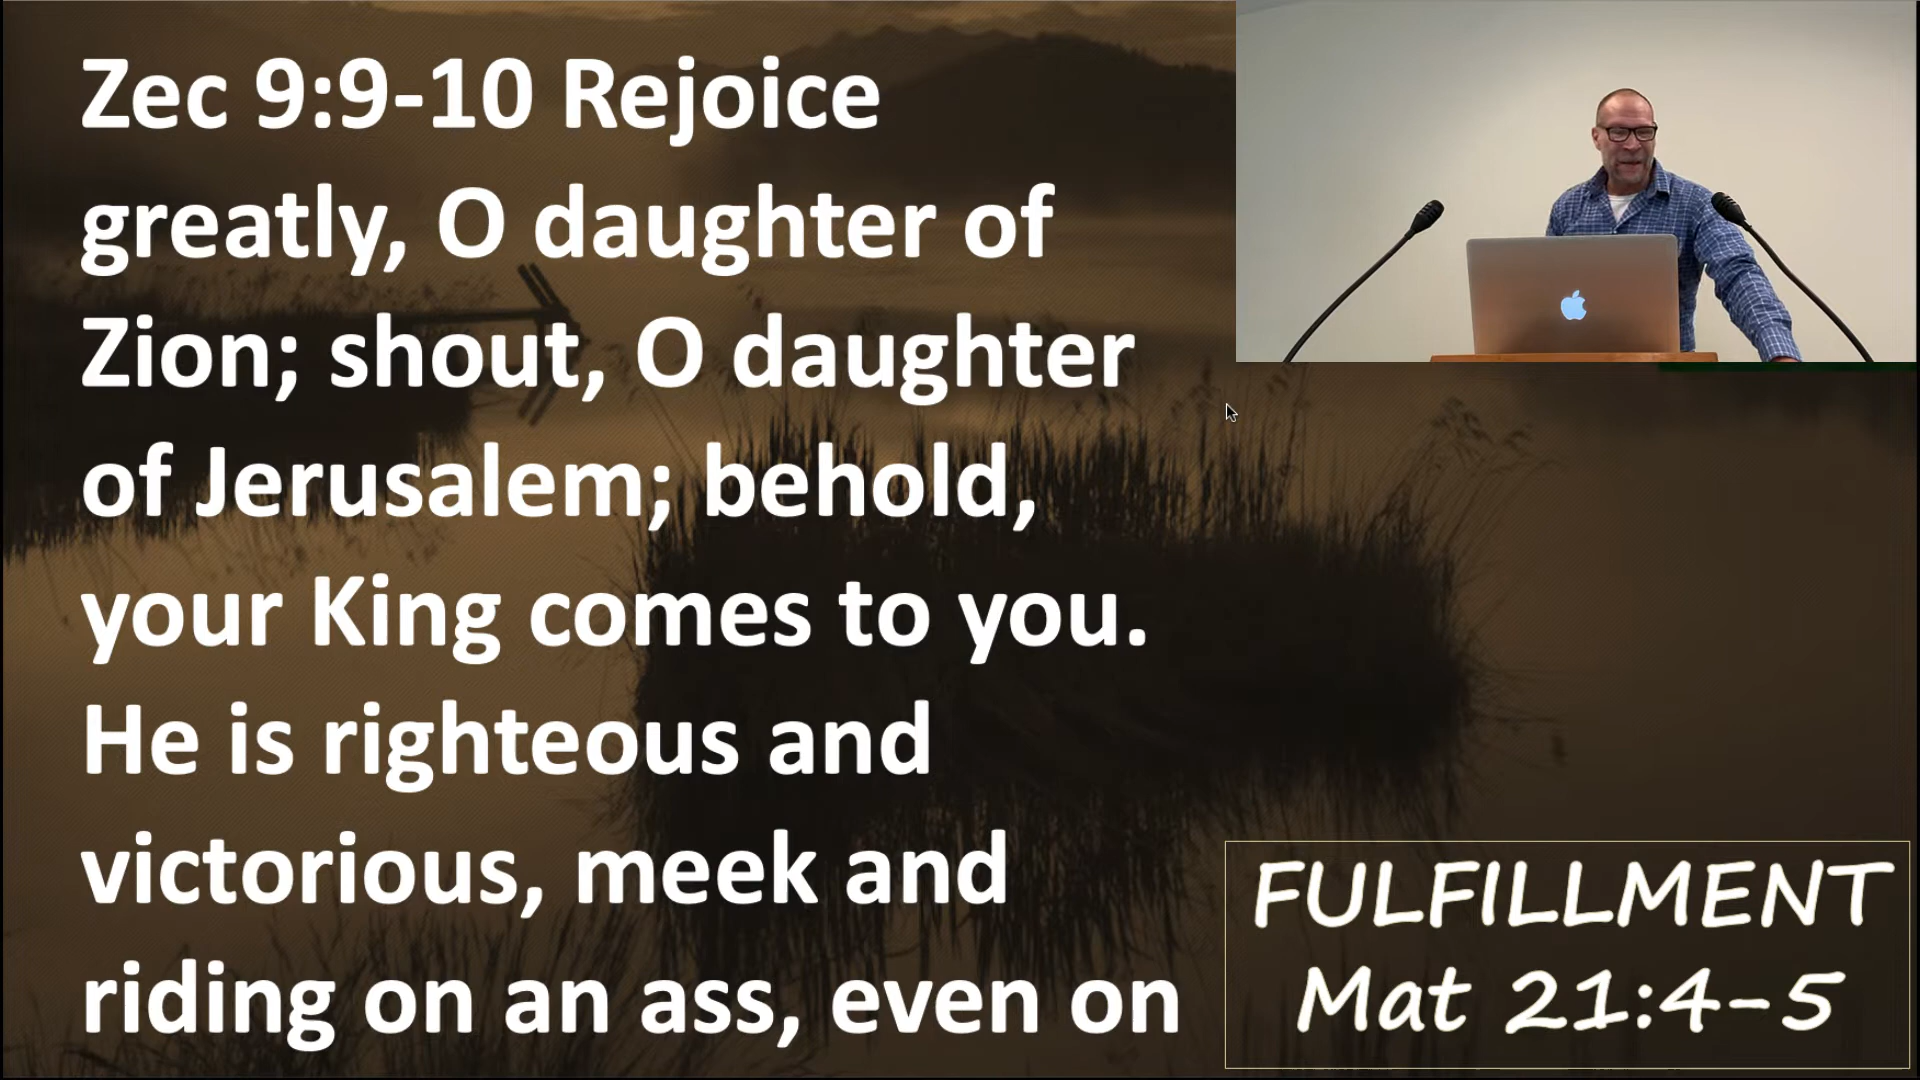 Zec 9:9-10 Rejoice
greatly, O daughter of
Zion; shout, O daughter
of Jerusalem; behold,
your King comes to you.
He is righteous and
victorious, meek and
riding on an ass, even on
FULFILLMENT
Mat 21:4-5